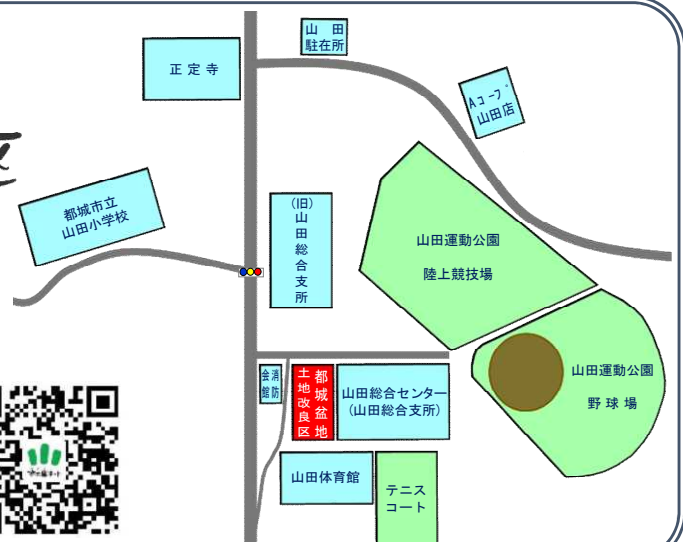 山田
駐在所
正定寺
Aコープ
山田店
都城市立
山田小学校
(旧)
山田総合支所
山田運動公園
陸上競技場
山田運動公園
野球場
消防
会館
都城盆地
土地改良区
山田総合センター
(山田総合支所)
山田体育館
テニス
コート